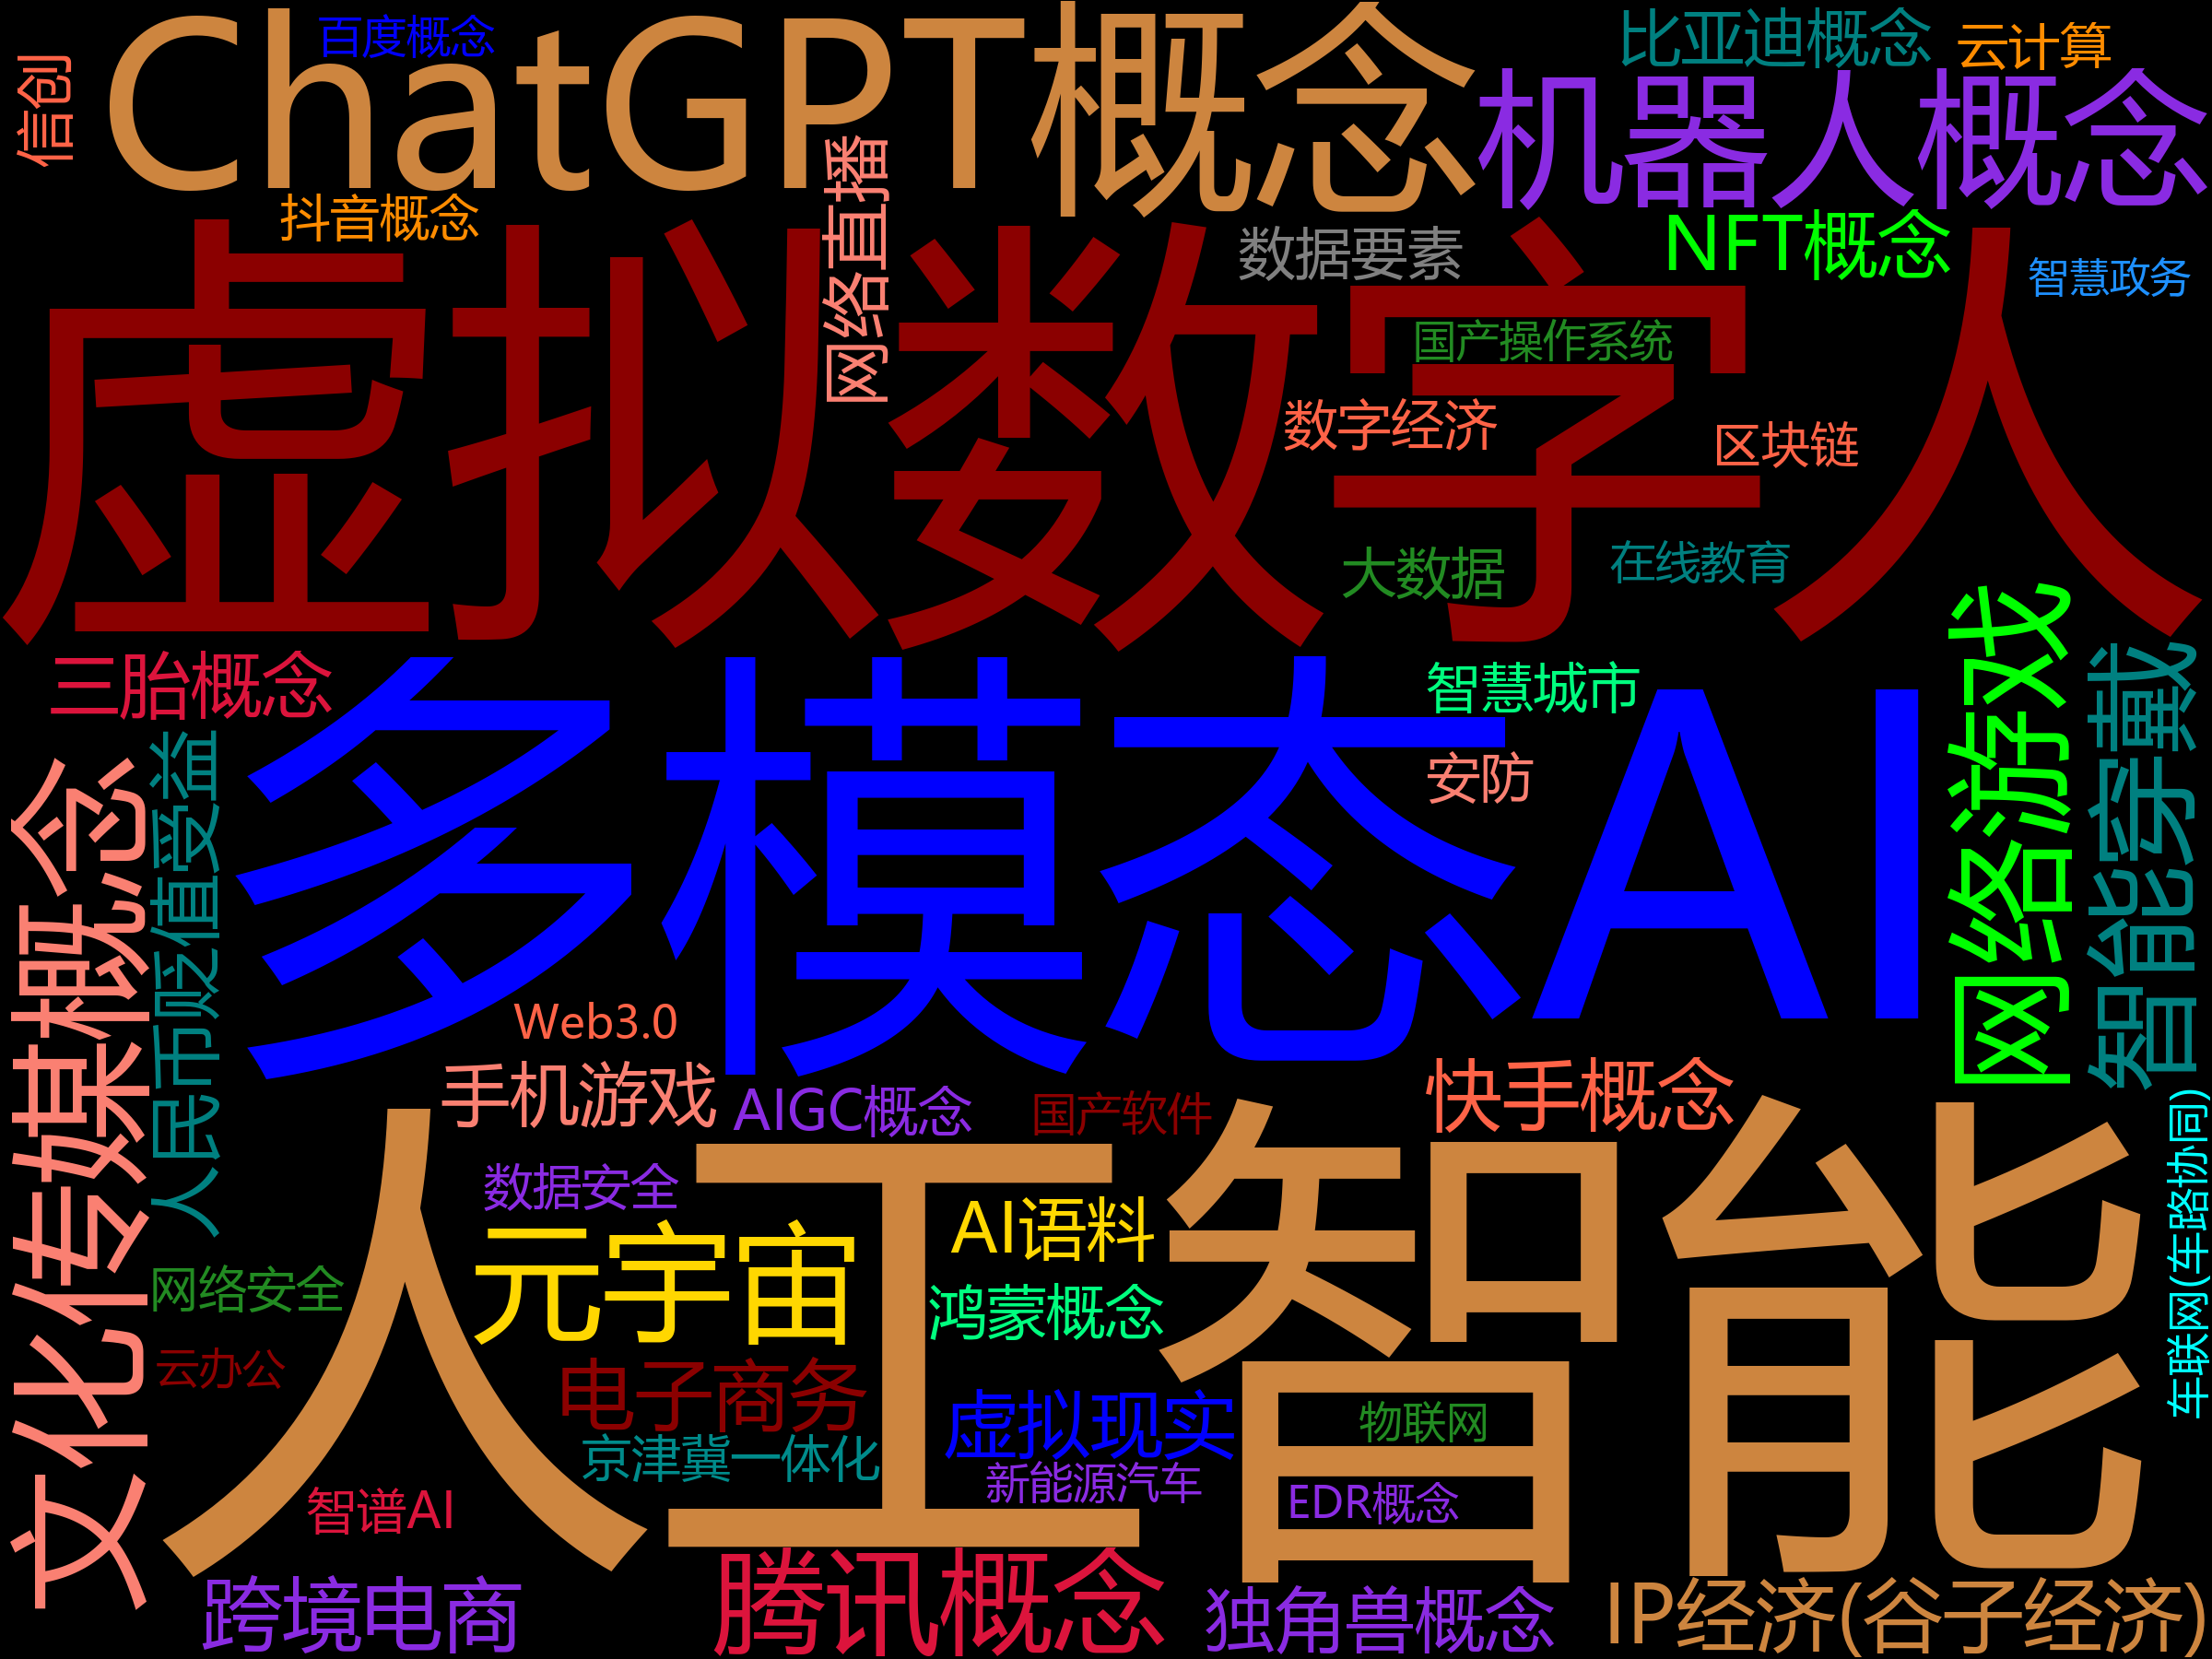 ChatGPT概念
百度概念
比亚迪概念
云计算
信创
机器人概念
抖音概念
网络直播
数据要素
NFT概念
智慧政务
虚拟数字人
国产操作系统
数字经济
区块链
大数据
在线教育
三胎概念
智慧城市
安防
网络游戏
智能穿戴
多模态AI
文化传媒概念
人民币贬值受益
Web3.0
手机游戏
AIGC概念
国产软件
快手概念
车联网(车路协同)
人工智能
数据安全
元宇宙
AI语料
网络安全
鸿蒙概念
云办公
电子商务
虚拟现实
物联网
京津冀一体化
新能源汽车
智谱AI
EDR概念
跨境电商
腾讯概念
独角兽概念
IP经济(谷子经济)